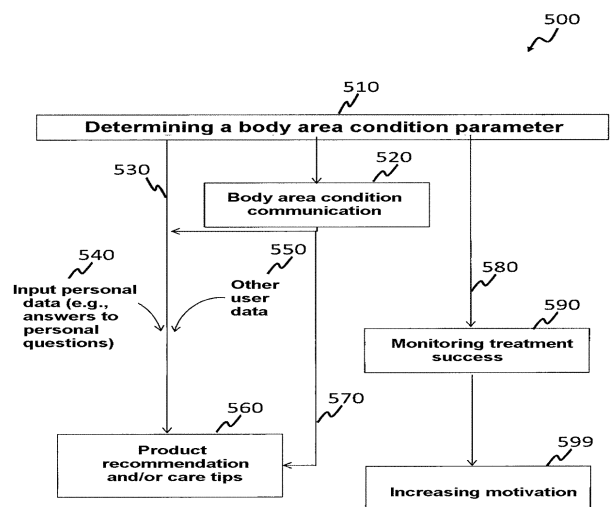 500
510
Determining a body area condition parameter
530
520
Body area condition
communication
540
Input personal
data (e.g.,
answers to
personal
questions)
550
Other
user
data
580
590
Monitoring treatment
success
560
Product
recommendation
and/or care tips
570
599
Increasing motivation